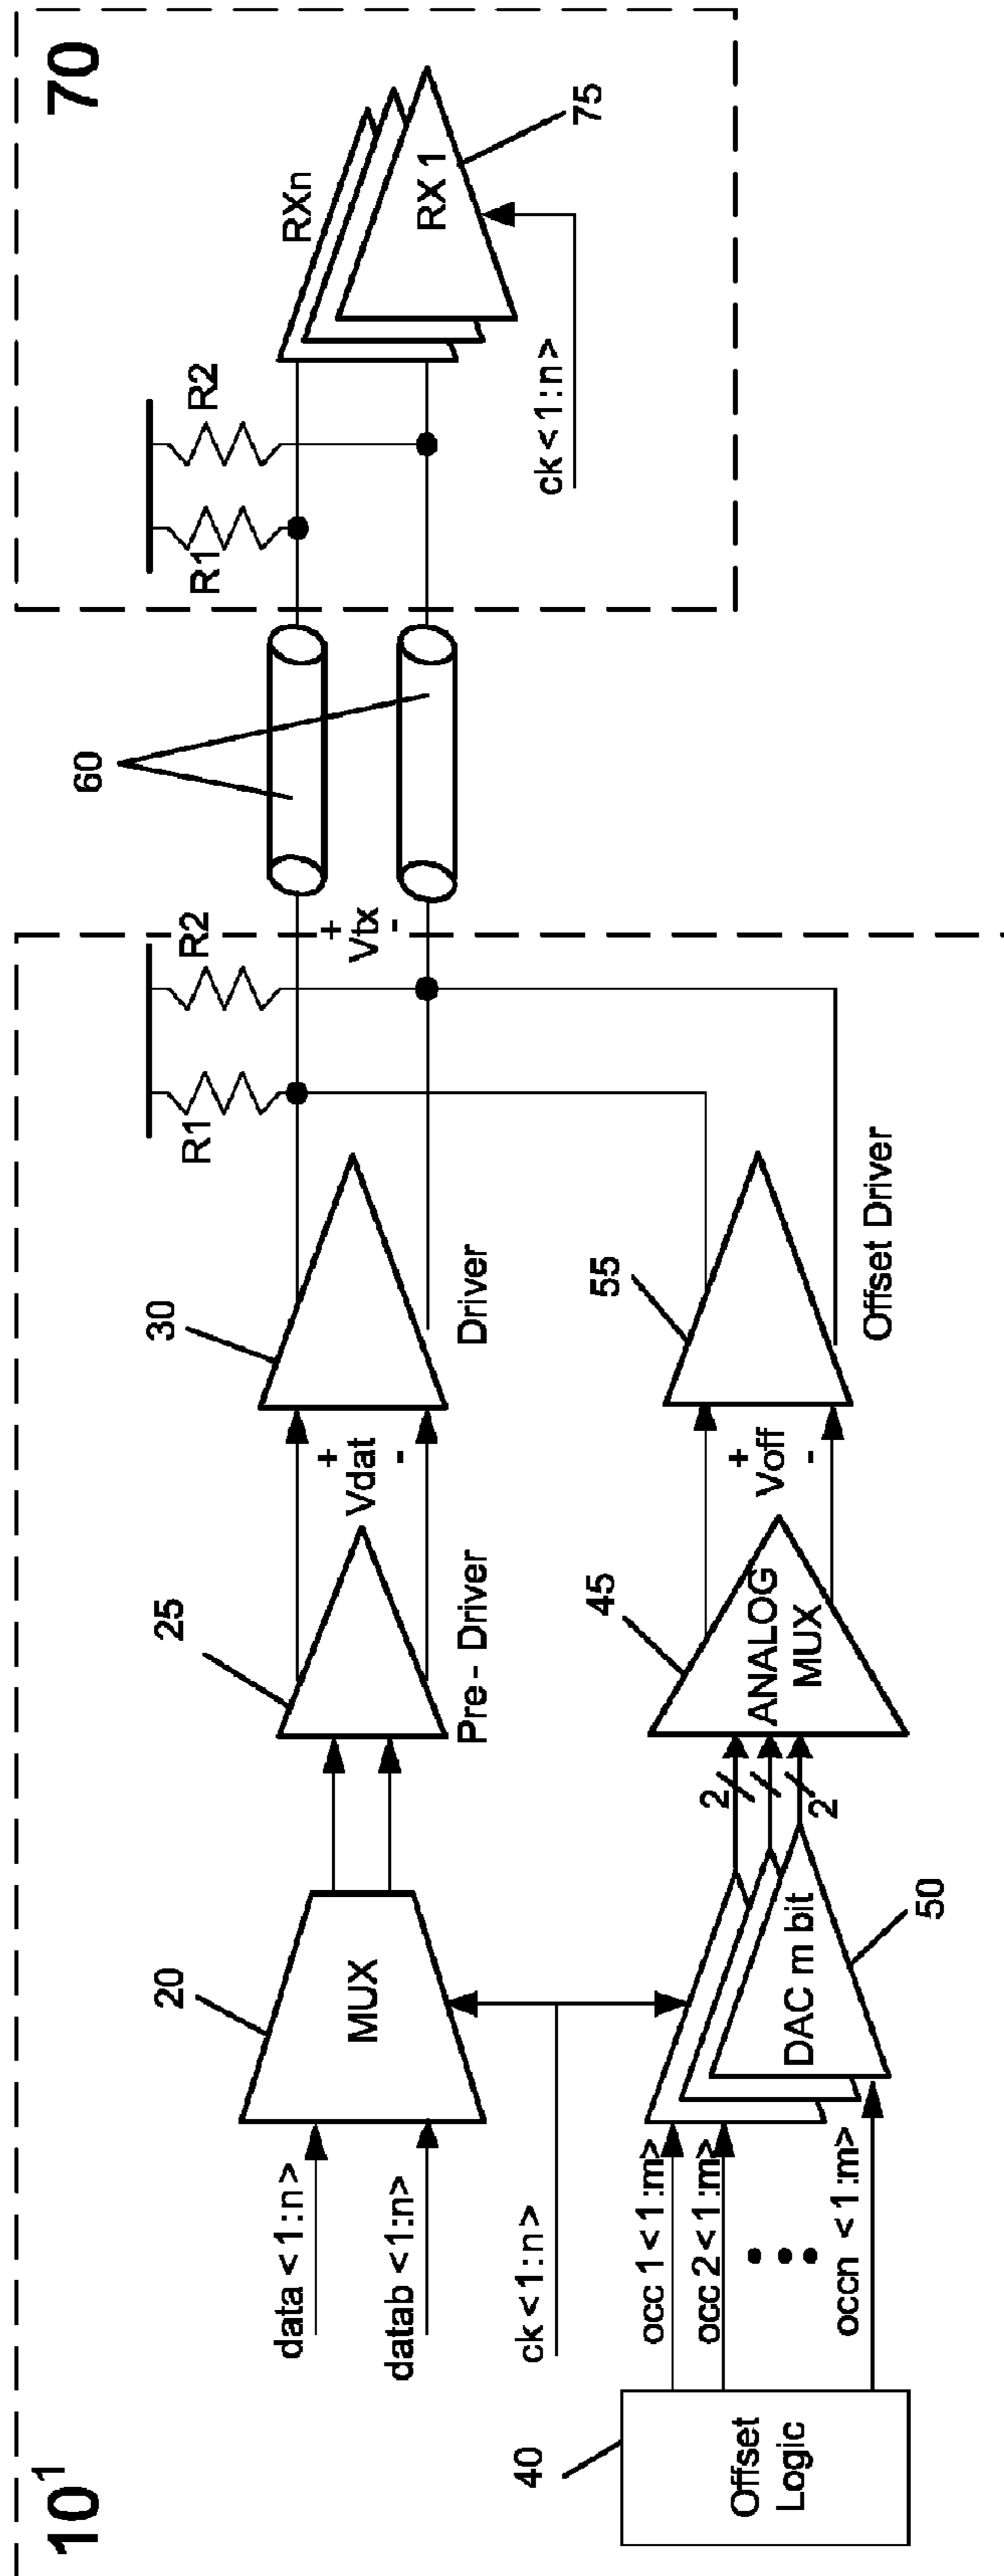 10¹
70
data <1:n>
datab <1:n>
ck <1:n>
20
MUX
25
Pre-Driver
+
Vdat
-
30
Driver
R1
R2
+
Vtx
-
60
R1
R2
RXn
RX 1
75
ck <1:n>
40
Offset
Logic
occ 1 <1:m>
occ 2 <1:m>
occn <1:m>
DAC m bit
50
2
2
45
ANALOG
MUX
+
Voff
-
55
Offset Driver